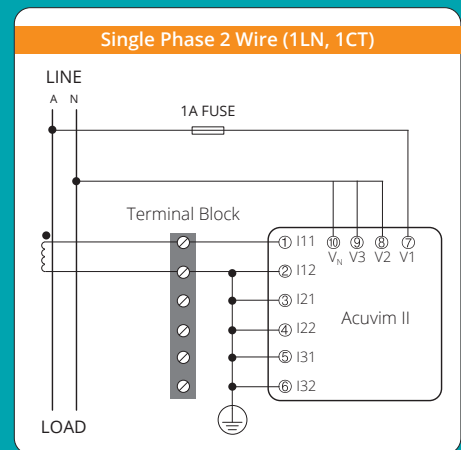 Single Phase 2 Wire (1LN, 1CT)
LINE
A N
1A FUSE
Terminal Block
① I11
⑩ ⑨ ⑧ ⑦
V_N V3 V2 V1
② I12
③ I21
Acuvim II
④ I22
⑤ I31
⑥ I32
LOAD